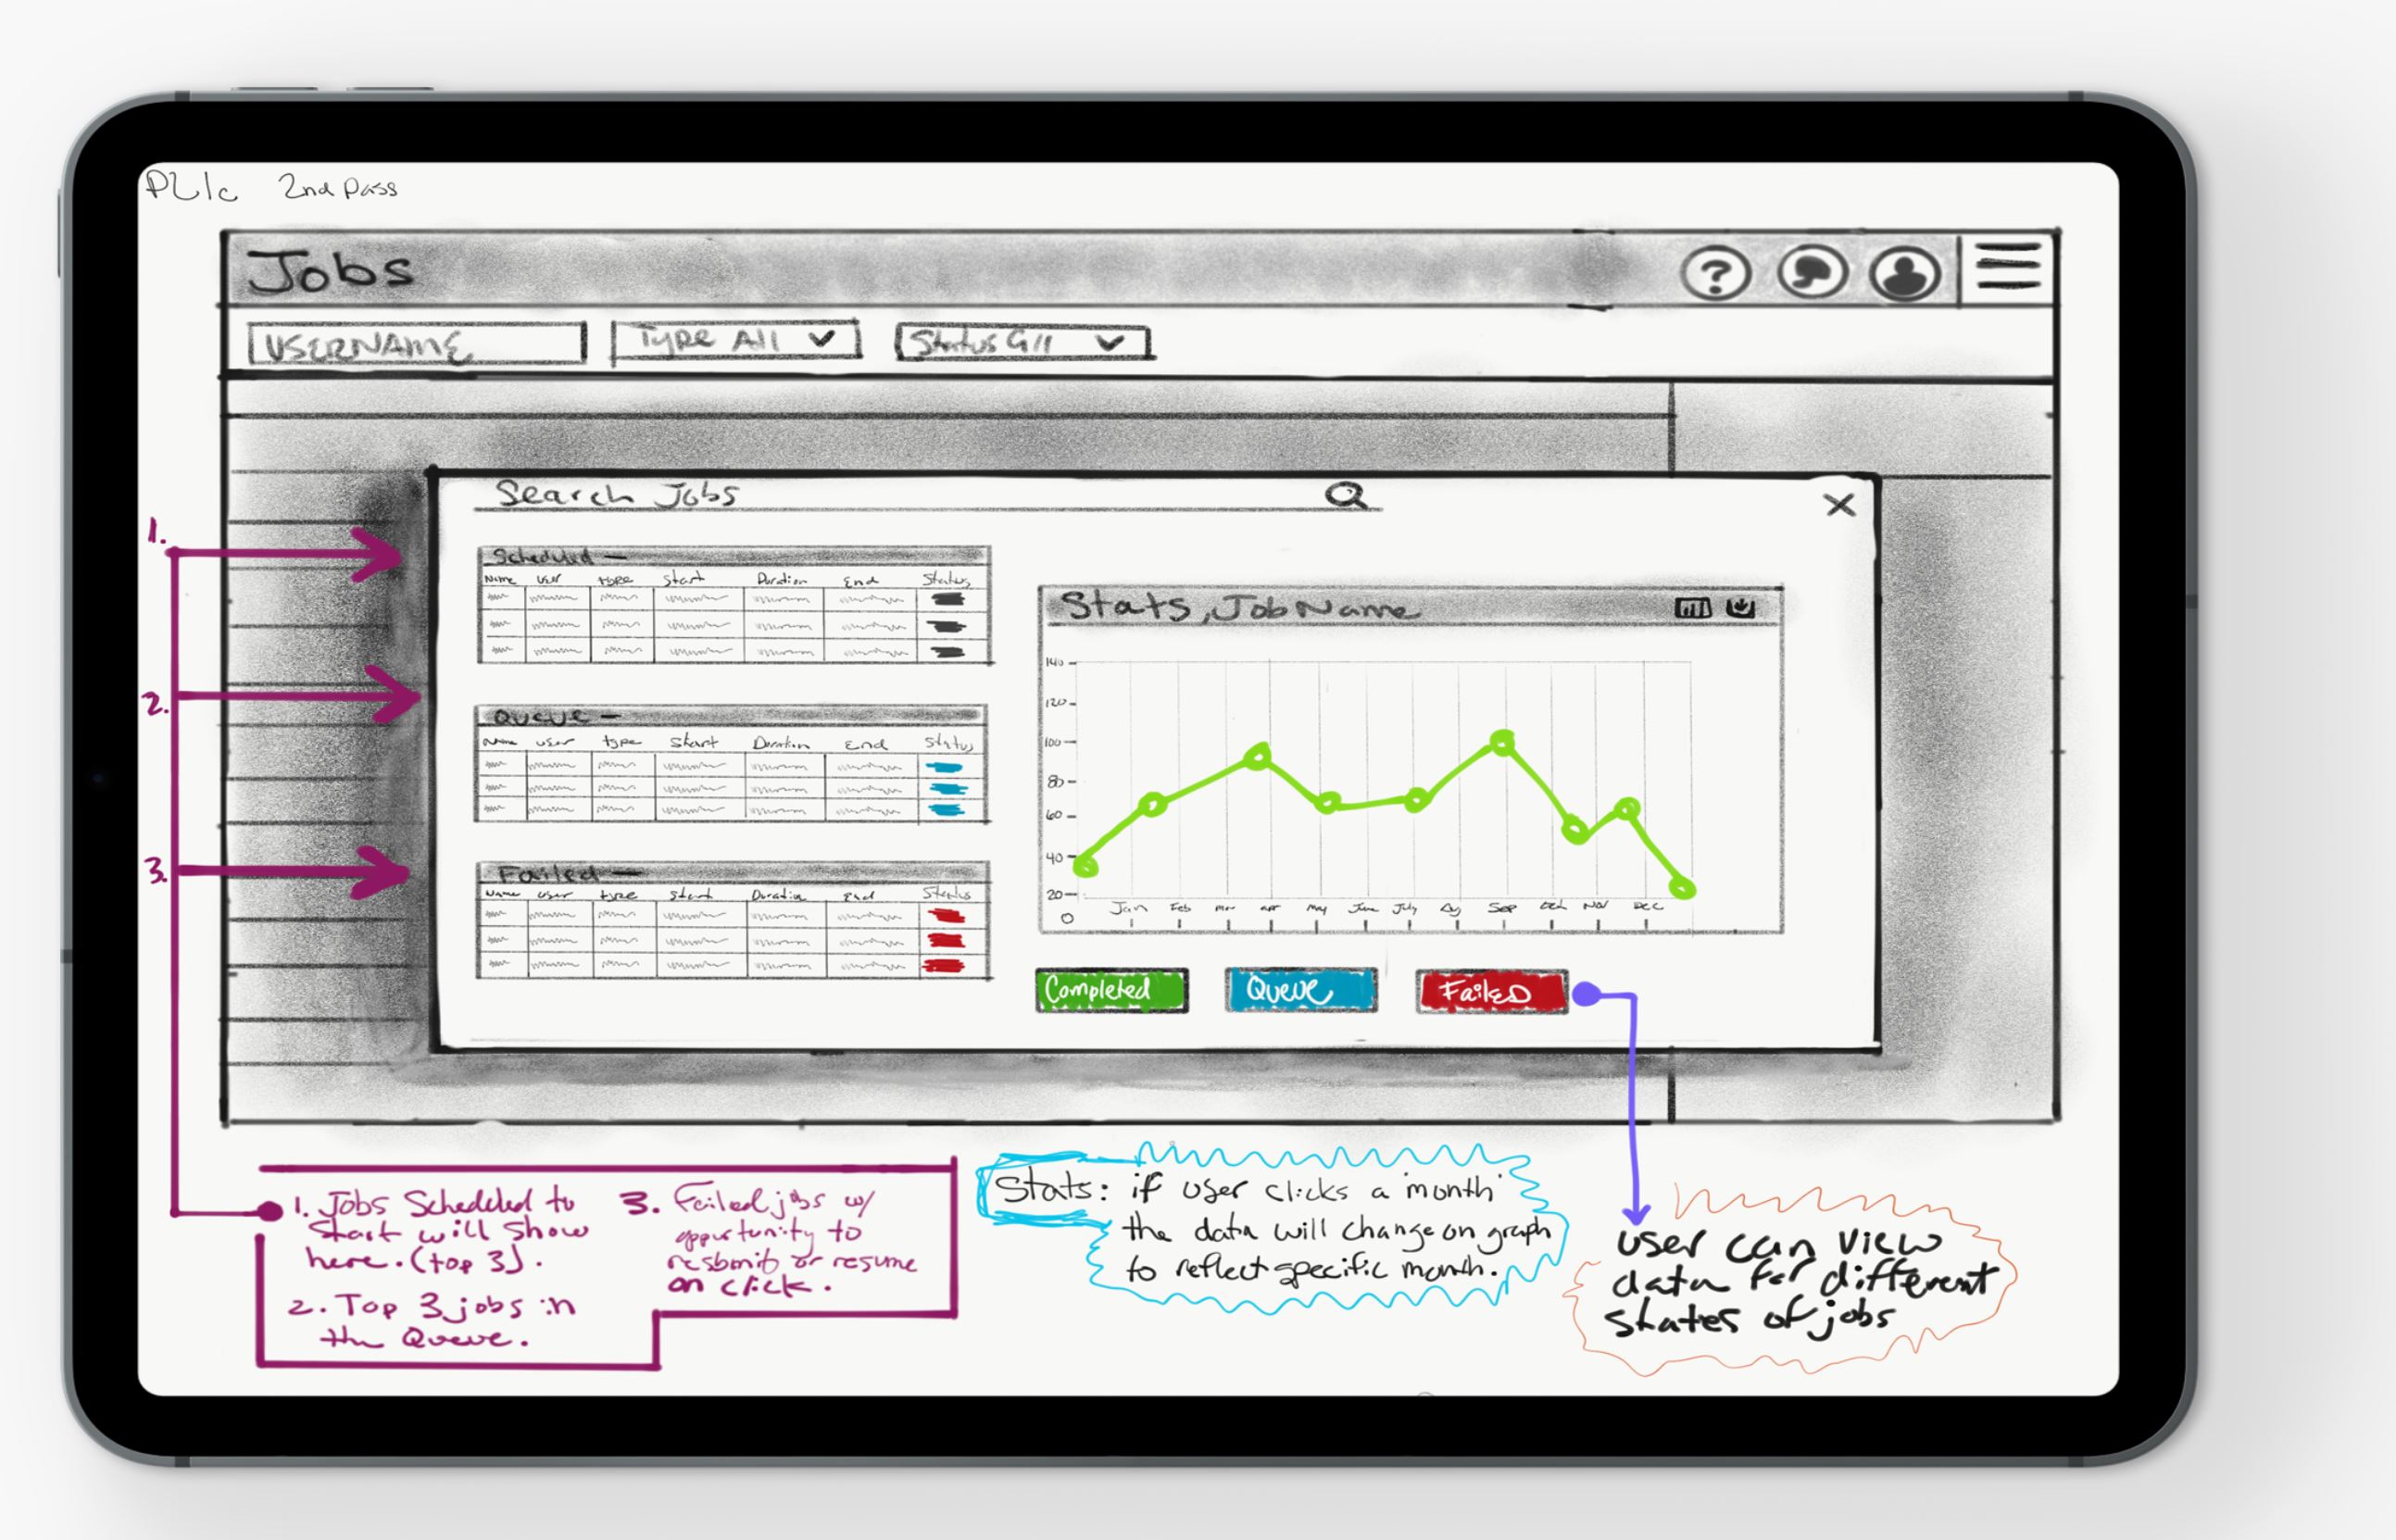 2nd pass
Jobs
?
USERNAME
Type All
Status All
Search Jobs
Scheduled —
Name User type Start Duration End Status
Queue —
Name user type Start Duration End Status
Failed —
Name user type Start Duration End Status
Stats, Job Name
140
120
100
80
60
40
20
0
Jan Feb mar apr may June July Aug Sep Oct Nov Dec
Completed
Queue
Failed
1.
2.
3.
1. Jobs Scheduled to
Start will show
here. (top 3).
2. Top 3 jobs in
the Queue.
3. Failed jobs w/
oppurtunity to
resbmit or resume
on click.
Stats: if user clicks a month
the data will change on graph
to reflect specific month.
user can view
data for different
states of jobs